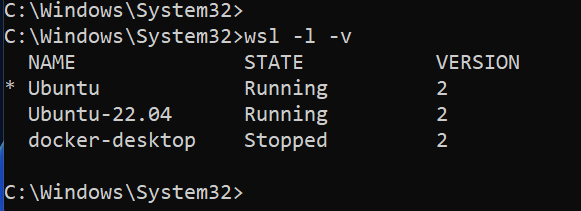 C:\Windows\System32>
C:\Windows\System32>wsl -l -v
  NAME              STATE           VERSION
* Ubuntu            Running         2
  Ubuntu-22.04      Running         2
  docker-desktop    Stopped         2
C:\Windows\System32>